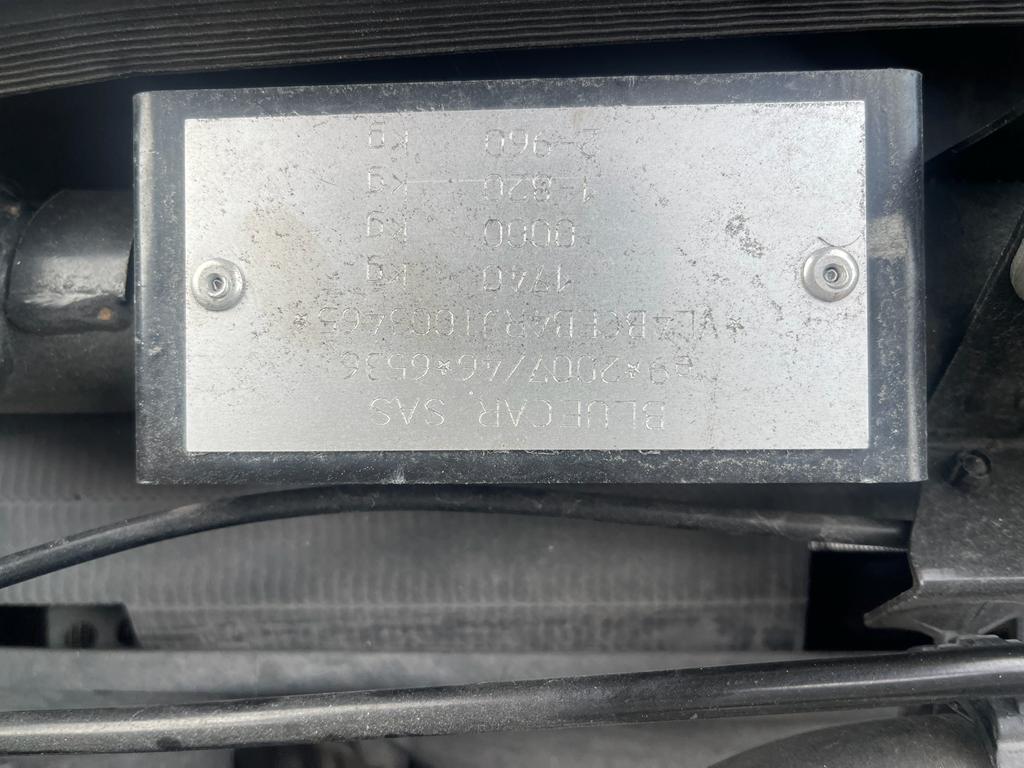 BLUECAR SAS
e9*2007/46*6536
1740 kg
0000 kg
1-820 kg
2-960 kg